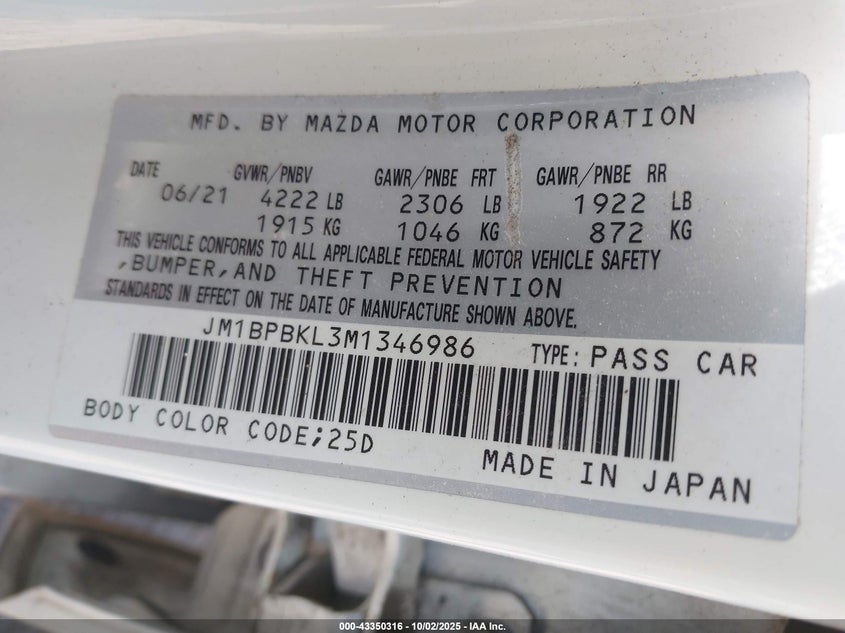 MFD. BY MAZDA MOTOR CORPORATION
DATE GVWR/PNBV GAWR/PNBE FRT GAWR/PNBE RR
06/21 4222 LB 2306 LB 1922 LB
1915 KG 1046 KG 872 KG
THIS VEHICLE CONFORMS TO ALL APPLICABLE FEDERAL MOTOR VEHICLE SAFETY
,BUMPER,AND THEFT PREVENTION
STANDARDS IN EFFECT ON THE DATE OF MANUFACTURE SHOWN ABOVE.
JM1BPBKL3M1346986 TYPE: PASS CAR
BODY COLOR CODE;25D
MADE IN JAPAN
000-43350316 - 10/02/2025 - IAA Inc.